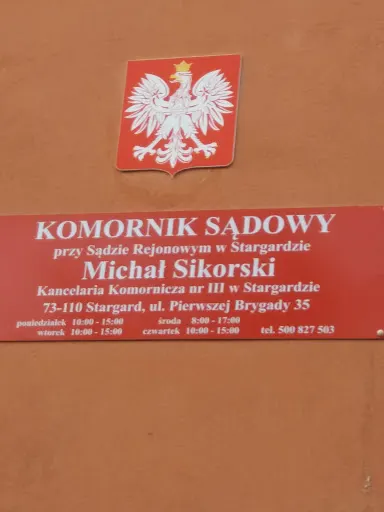 KOMORNIK SĄDOWY
przy Sądzie Rejonowym w Stargardzie
Michał Sikorski
Kancelaria Komornicza nr III w Stargardzie
73-110 Stargard, ul. Pierwszej Brygady 35
poniedziałek 10:00 - 15:00 środa 8:00 - 17:00
wtorek 10:00 - 15:00 czwartek 10:00 - 15:00 tel. 500 827 503